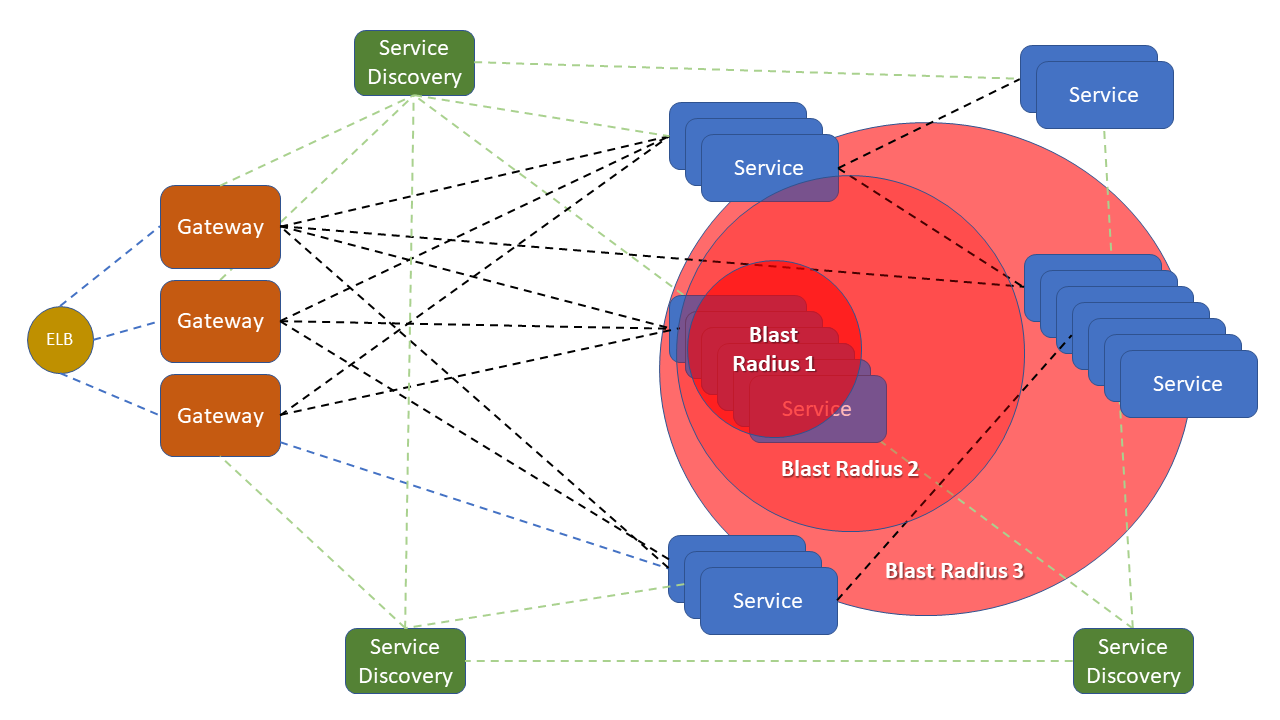 Service
Discovery
Service
Service
Gateway
Gateway
ELB
Blast
Radius 1
Service
Service
Gateway
Blast Radius 2
Blast Radius 3
Service
Service
Discovery
Service
Discovery